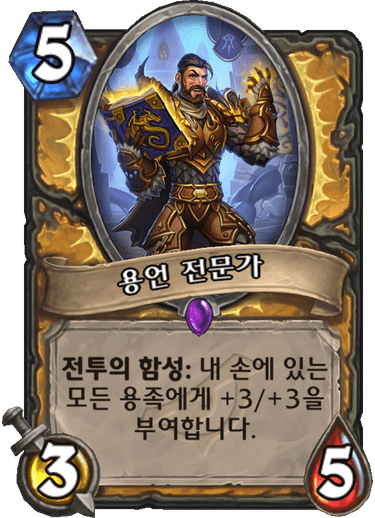 5
용언 전문가
전투의 함성: 내 손에 있는
모든 용족에게 +3/+3을
부여합니다.
3
5